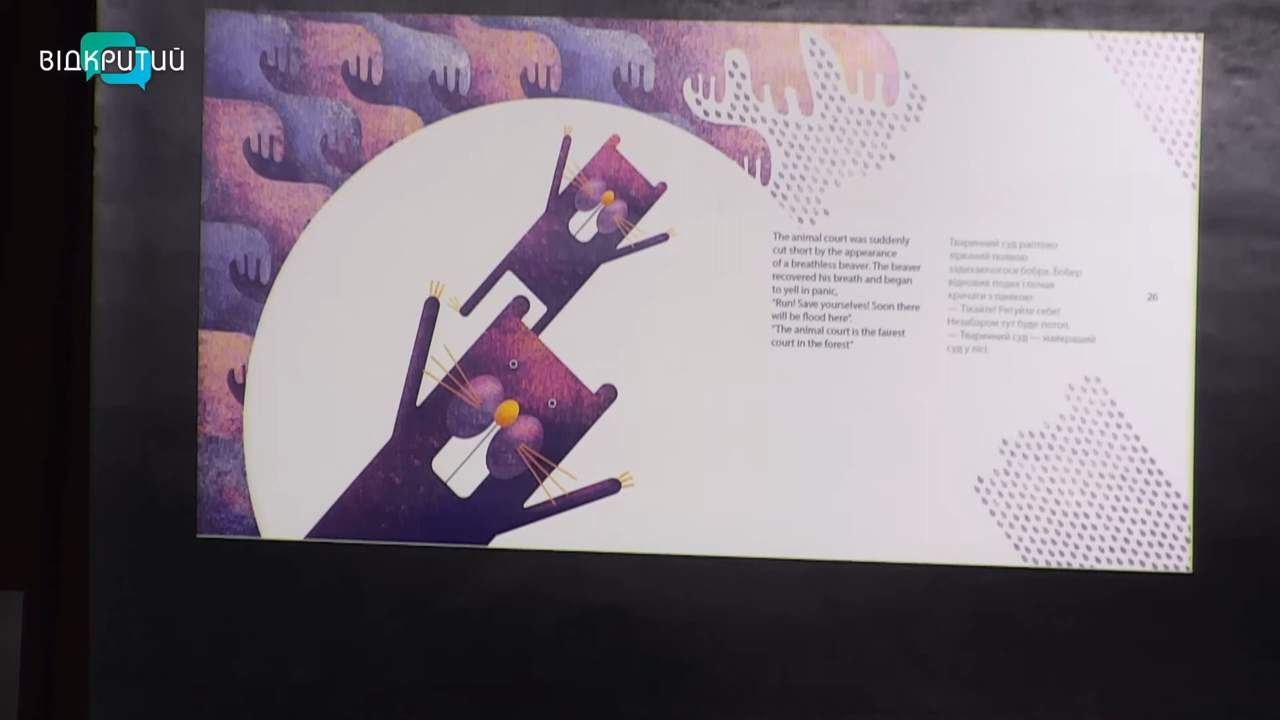 ВІДКРИТИЙ
The animal court was suddenly
cut short by the appearance
of a breathless beaver. The beaver
recovered his breath and began
to yell in panic,
"Run! Save yourselves! Soon there
will be flood here".
"The animal court is the fairest
court in the forest"
Тваринний суд раптово
зірваний появою
задихаючогося бобра. Бобер
відновив подих і почав
кричати з панікою:
— Тікайте! Рятуйте себе!
Незабаром тут буде потоп.
— Тваринний суд — найкращий
суд у лісі.
26